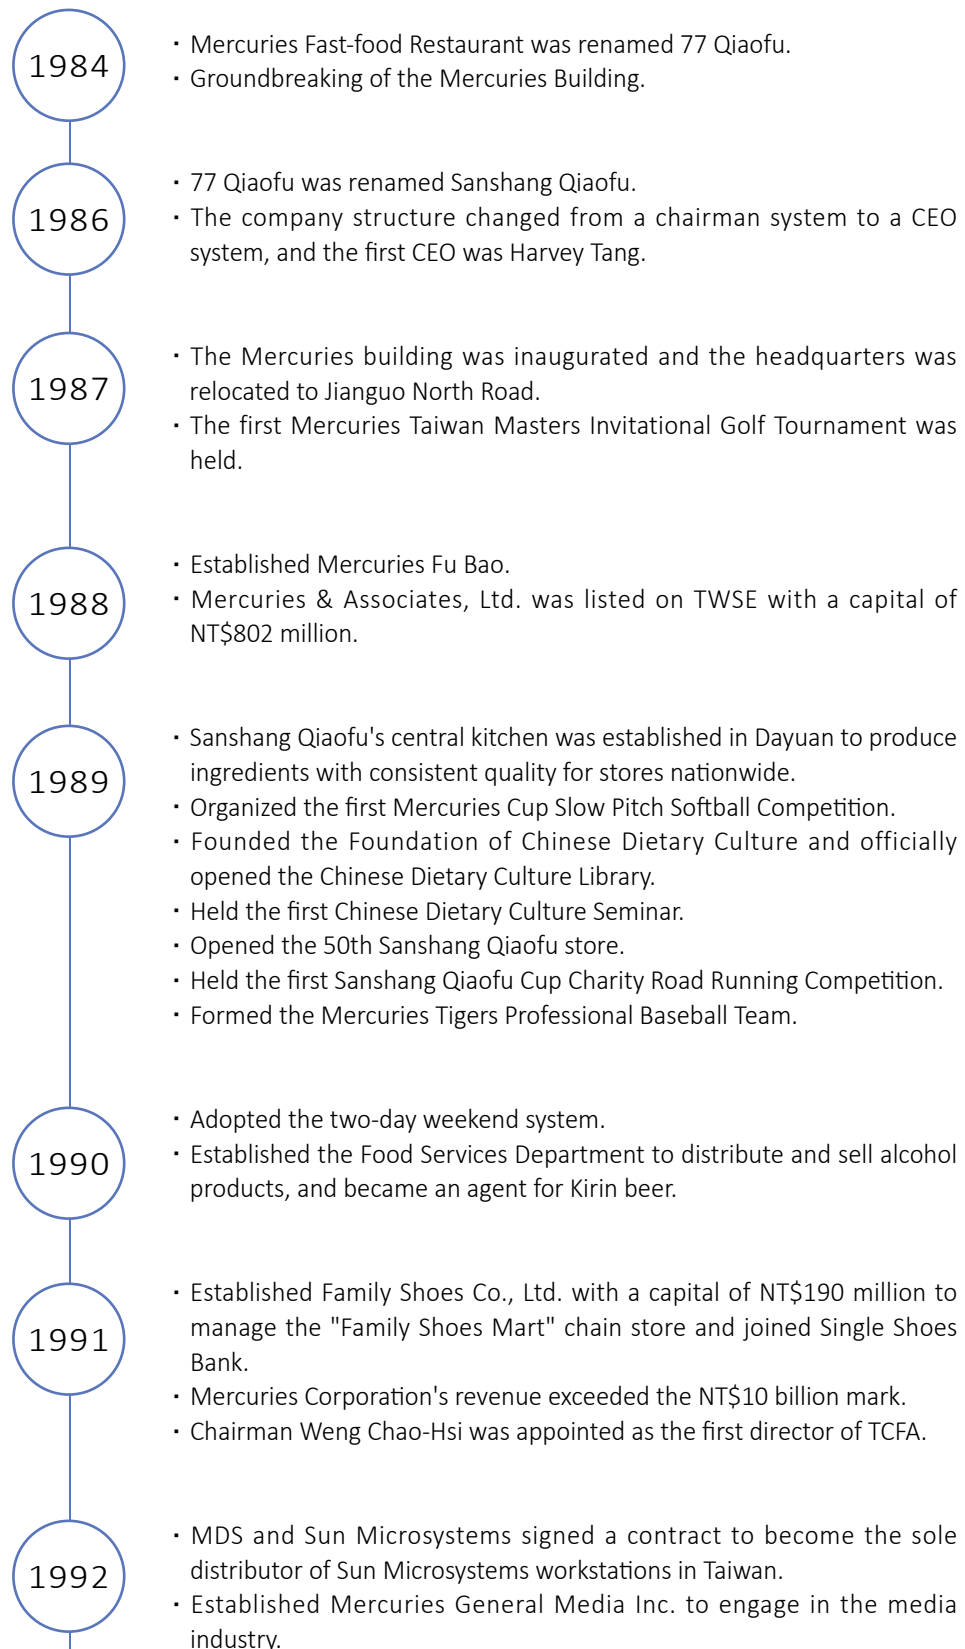 1984
・Mercuries Fast-food Restaurant was renamed 77 Qiaofu.
・Groundbreaking of the Mercuries Building.
1986
・77 Qiaofu was renamed Sanshang Qiaofu.
・The company structure changed from a chairman system to a CEO
system, and the first CEO was Harvey Tang.
1987
・The Mercuries building was inaugurated and the headquarters was
relocated to Jianguo North Road.
・The first Mercuries Taiwan Masters Invitational Golf Tournament was
held.
1988
・Established Mercuries Fu Bao.
・Mercuries & Associates, Ltd. was listed on TWSE with a capital of
NT$802 million.
1989
・Sanshang Qiaofu's central kitchen was established in Dayuan to produce
ingredients with consistent quality for stores nationwide.
・Organized the first Mercuries Cup Slow Pitch Softball Competition.
・Founded the Foundation of Chinese Dietary Culture and officially
opened the Chinese Dietary Culture Library.
・Held the first Chinese Dietary Culture Seminar.
・Opened the 50th Sanshang Qiaofu store.
・Held the first Sanshang Qiaofu Cup Charity Road Running Competition.
・Formed the Mercuries Tigers Professional Baseball Team.
1990
・Adopted the two-day weekend system.
・Established the Food Services Department to distribute and sell alcohol
products, and became an agent for Kirin beer.
1991
・Established Family Shoes Co., Ltd. with a capital of NT$190 million to
manage the "Family Shoes Mart" chain store and joined Single Shoes
Bank.
・Mercuries Corporation's revenue exceeded the NT$10 billion mark.
・Chairman Weng Chao-Hsi was appointed as the first director of TCFA.
1992
・MDS and Sun Microsystems signed a contract to become the sole
distributor of Sun Microsystems workstations in Taiwan.
・Established Mercuries General Media Inc. to engage in the media
industry.